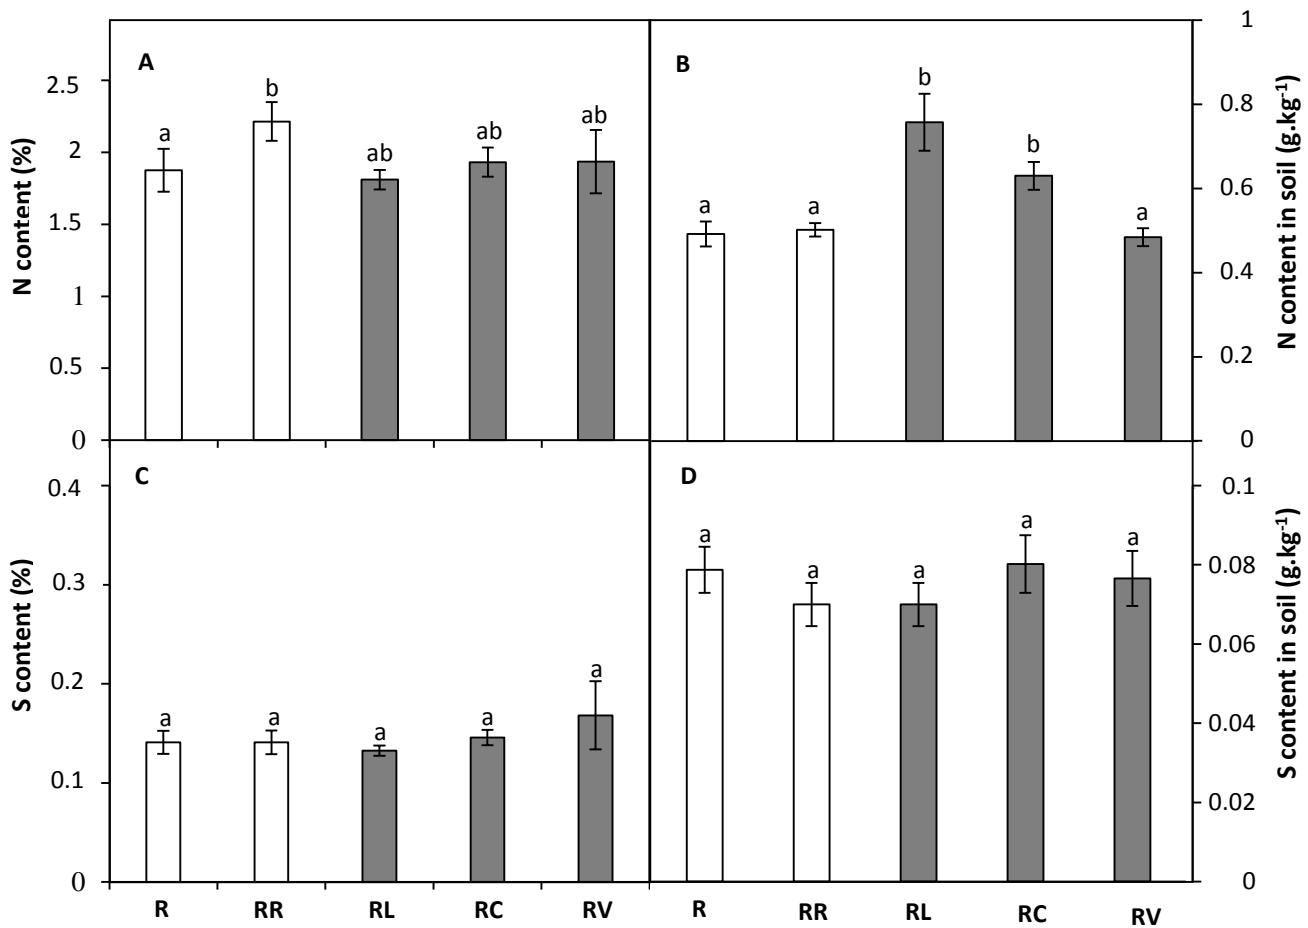 A
N content (%)
2.5
2
1.5
1
0.5
0
a
b
ab
ab
ab
B
N content in soil (g.kg-1)
1
0.8
0.6
0.4
0.2
0
a
a
b
b
a
C
S content (%)
0.4
0.3
0.2
0.1
0
a
a
a
a
a
R RR RL RC RV
D
S content in soil (g.kg-1)
0.1
0.08
0.06
0.04
0.02
0
a
a
a
a
a
R RR RL RC RV